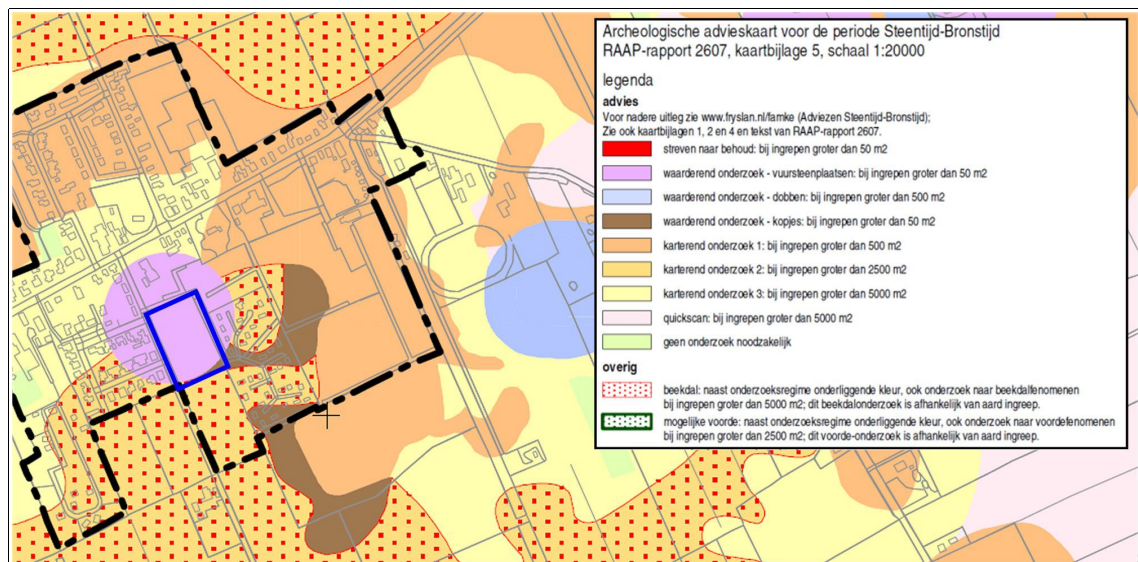 Archeologische advieskaart voor de periode Steentijd-Bronstijd
RAAP-rapport 2607, kaartbijlage 5, schaal 1:20000
legenda
advies
Voor nadere uitleg zie www.fryslan.nl/famke (Adviezen Steentijd-Bronstijd);
Zie ook kaartbijlagen 1, 2 en 4 en tekst van RAAP-rapport 2607.
streven naar behoud: bij ingrepen groter dan 50 m2
waarderend onderzoek - vuursteenplaatsen: bij ingrepen groter dan 50 m2
waarderend onderzoek - dobben: bij ingrepen groter dan 500 m2
waarderend onderzoek - kopjes: bij ingrepen groter dan 50 m2
karterend onderzoek 1: bij ingrepen groter dan 500 m2
karterend onderzoek 2: bij ingrepen groter dan 2500 m2
karterend onderzoek 3: bij ingrepen groter dan 5000 m2
quickscan: bij ingrepen groter dan 5000 m2
geen onderzoek noodzakelijk
overig
beekdal: naast onderzoeksregime onderliggende kleur, ook onderzoek naar beekdalfenomenen
bij ingrepen groter dan 5000 m2; dit beekdalonderzoek is afhankelijk van aard ingreep.
mogelijke voorde: naast onderzoeksregime onderliggende kleur, ook onderzoek naar voordefenomenen
bij ingrepen groter dan 2500 m2; dit voorde-onderzoek is afhankelijk van aard ingreep.